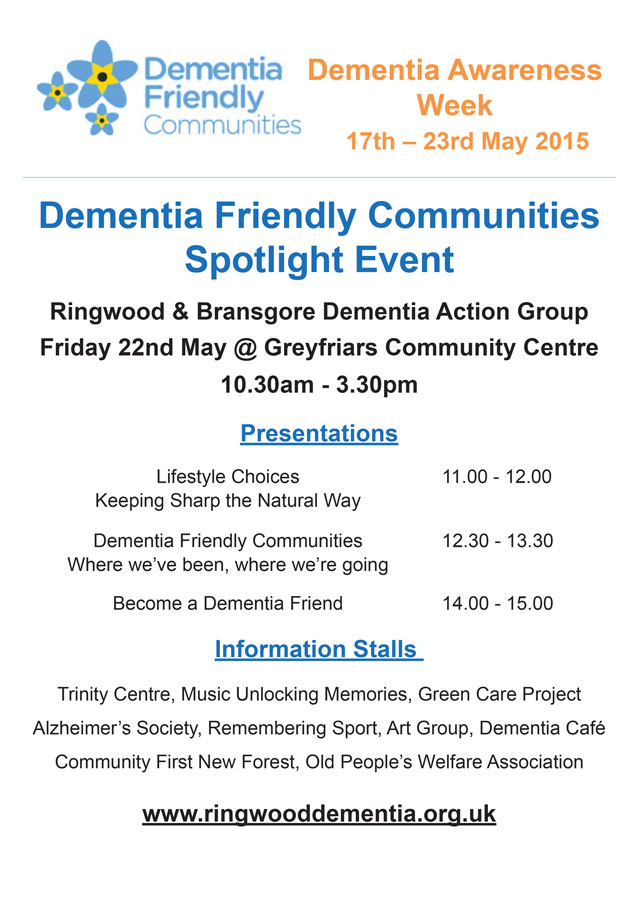 Dementia
Friendly
Communities
Dementia Awareness
Week
17th – 23rd May 2015
Dementia Friendly Communities
Spotlight Event
Ringwood & Bransgore Dementia Action Group
Friday 22nd May @ Greyfriars Community Centre
10.30am - 3.30pm
Presentations
Lifestyle Choices 11.00 - 12.00
Keeping Sharp the Natural Way
Dementia Friendly Communities 12.30 - 13.30
Where we’ve been, where we’re going
Become a Dementia Friend 14.00 - 15.00
Information Stalls
Trinity Centre, Music Unlocking Memories, Green Care Project
Alzheimer’s Society, Remembering Sport, Art Group, Dementia Café
Community First New Forest, Old People’s Welfare Association
www.ringwooddementia.org.uk